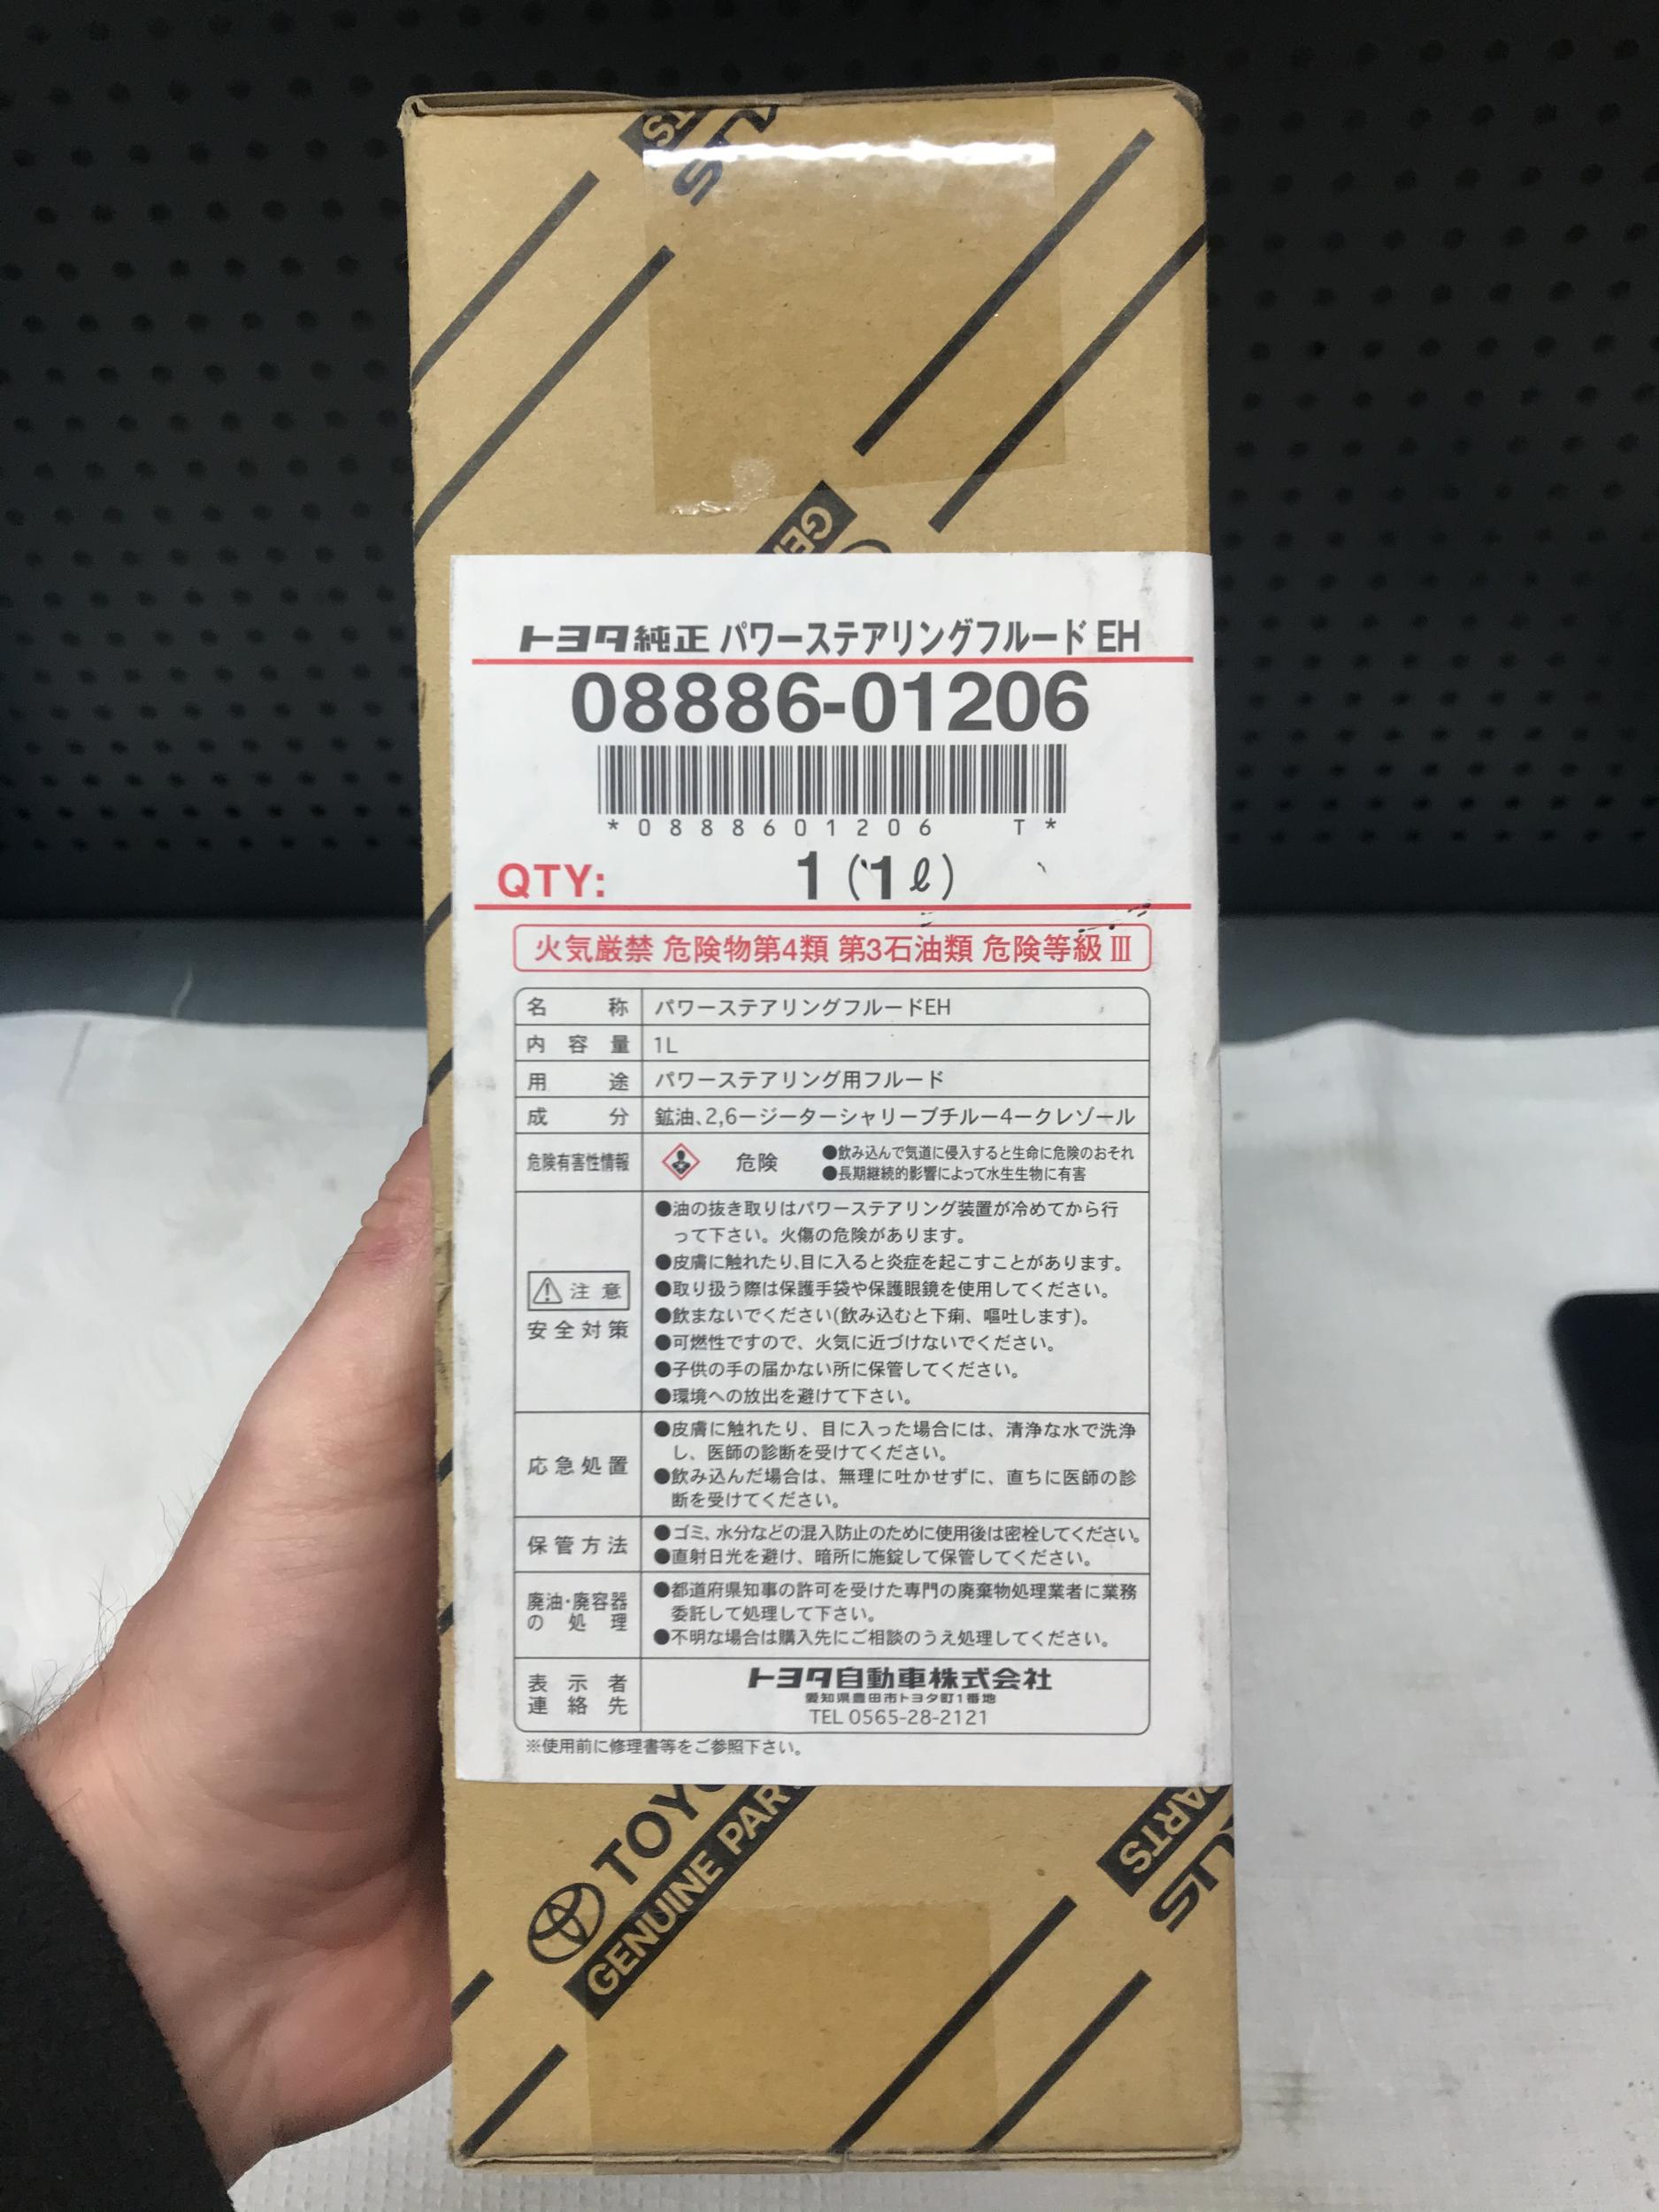 TS
US
GE
トヨタ純正 パワーステアリングフルード EH
08886-01206
*0888601206 T*
QTY: 1 (1ℓ)
火気厳禁 危険物第4類 第3石油類 危険等級 Ⅲ
名称 パワーステアリングフルードEH
内容量 1L
用途 パワーステアリング用フルード
成分 鉱油、2,6ージーターシャリーブチルー4ークレゾール
危険有害性情報 危険 ●飲み込んで気道に侵入すると生命に危険のおそれ
●長期継続的影響によって水生生物に有害
注意
安全対策
●油の抜き取りはパワーステアリング装置が冷めてから行
って下さい。火傷の危険があります。
●皮膚に触れたり、目に入ると炎症を起こすことがあります。
●取り扱う際は保護手袋や保護眼鏡を使用してください。
●飲まないでください(飲み込むと下痢、嘔吐します)。
●可燃性ですので、火気に近づけないでください。
●子供の手の届かない所に保管してください。
●環境への放出を避けて下さい。
応急処置
●皮膚に触れたり、目に入った場合には、清浄な水で洗浄
し、医師の診断を受けてください。
●飲み込んだ場合は、無理に吐かせずに、直ちに医師の診
断を受けてください。
保管方法
●ゴミ、水分などの混入防止のために使用後は密栓してください。
●直射日光を避け、暗所に施錠して保管してください。
廃油・廃容器
の処理
●都道府県知事の許可を受けた専門の廃棄物処理業者に業務
委託して処理して下さい。
●不明な場合は購入先にご相談のうえ処理してください。
表示者
連絡先
トヨタ自動車株式会社
愛知県豊田市トヨタ町1番地
TEL 0565-28-2121
※使用前に修理書等をご参照下さい。
TOYO
GENUINE PART
PARTS
US